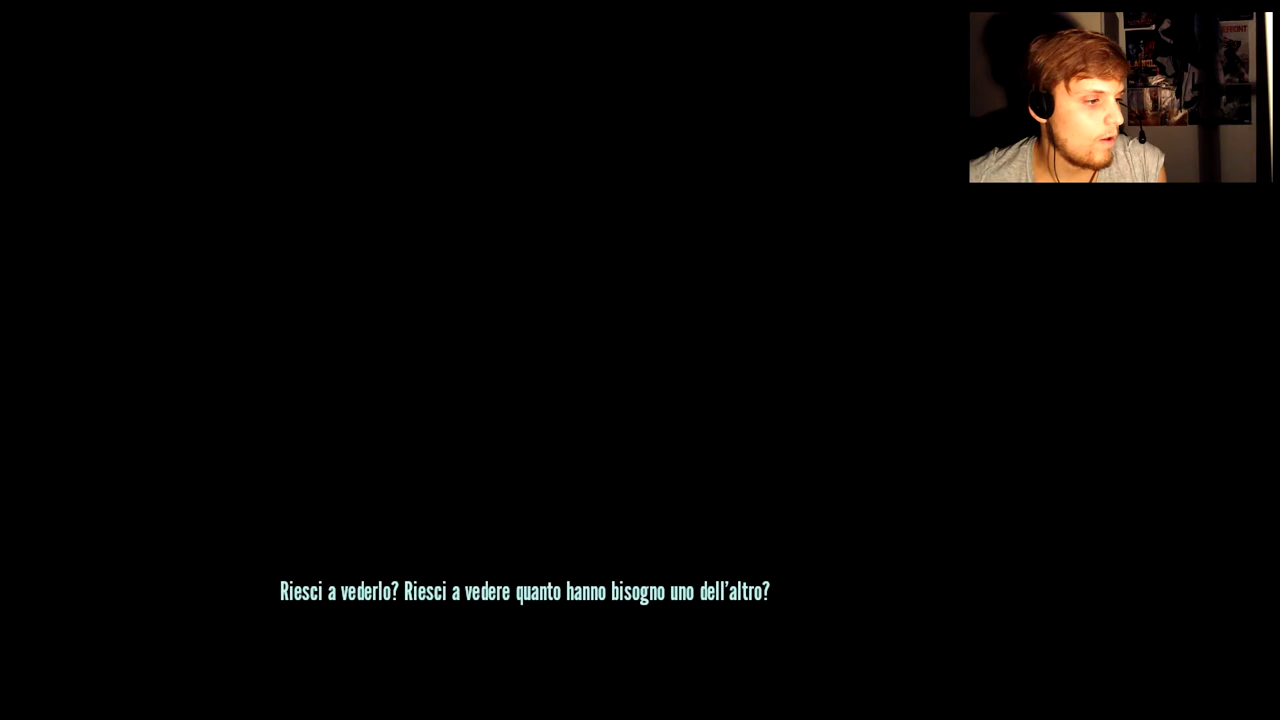 Riesci a vederlo? Riesci a vedere quanto hanno bisogno uno dell'altro?